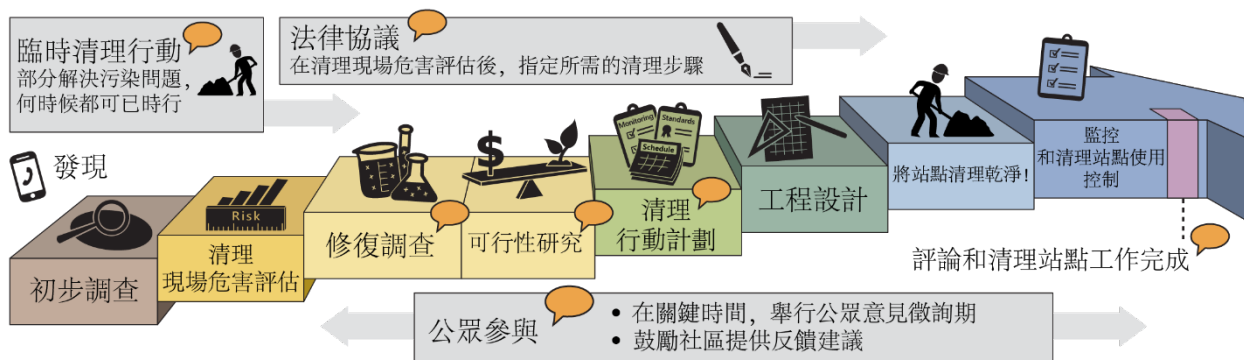 臨時清理行動
部分解決污染問題，
何時候都可已時行
法律協議
在清理現場危害評估後，指定所需的清理步驟
發現
初步調查
Risk
清理
現場危害評估
修復調查
$
可行性研究
Monitoring
Standards
Schedule
清理
行動計劃
工程設計
將站點清理乾淨！
監控
和清理站點使用
控制
評論和清理站點工作完成
公眾參與
• 在關鍵時間，舉行公眾意見徵詢期
• 鼓勵社區提供反饋建議